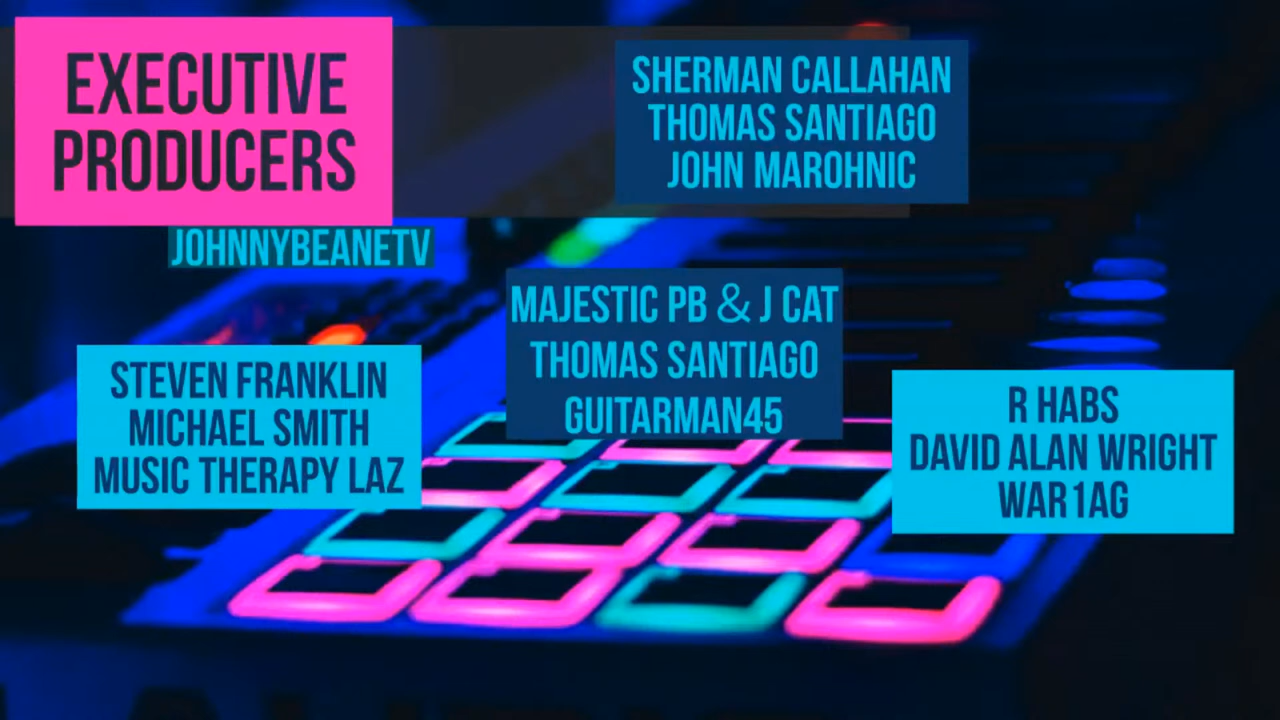 EXECUTIVE
PRODUCERS
JOHNNYBEANETV
SHERMAN CALLAHAN
THOMAS SANTIAGO
JOHN MAROHNIC
MAJESTIC PB & J CAT
THOMAS SANTIAGO
GUITARMAN45
STEVEN FRANKLIN
MICHAEL SMITH
MUSIC THERAPY LAZ
R HABS
DAVID ALAN WRIGHT
WAR1AG